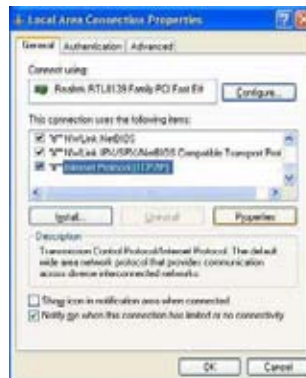 Local Area Connection Properties
General Authentication Advanced
Connect using:
Realtek RTL8139 Family PCI Fast Eth
Configure...
This connection uses the following items:
NWLink NetBIOS
NWLink IPX/SPX/NetBIOS Compatible Transport Prot
Internet Protocol (TCP/IP)
Install... Uninstall Properties
Description
Transmission Control Protocol/Internet Protocol. The default
wide area network protocol that provides communication
across diverse interconnected networks.
Show icon in notification area when connected
Notify me when this connection has limited or no connectivity
OK Cancel